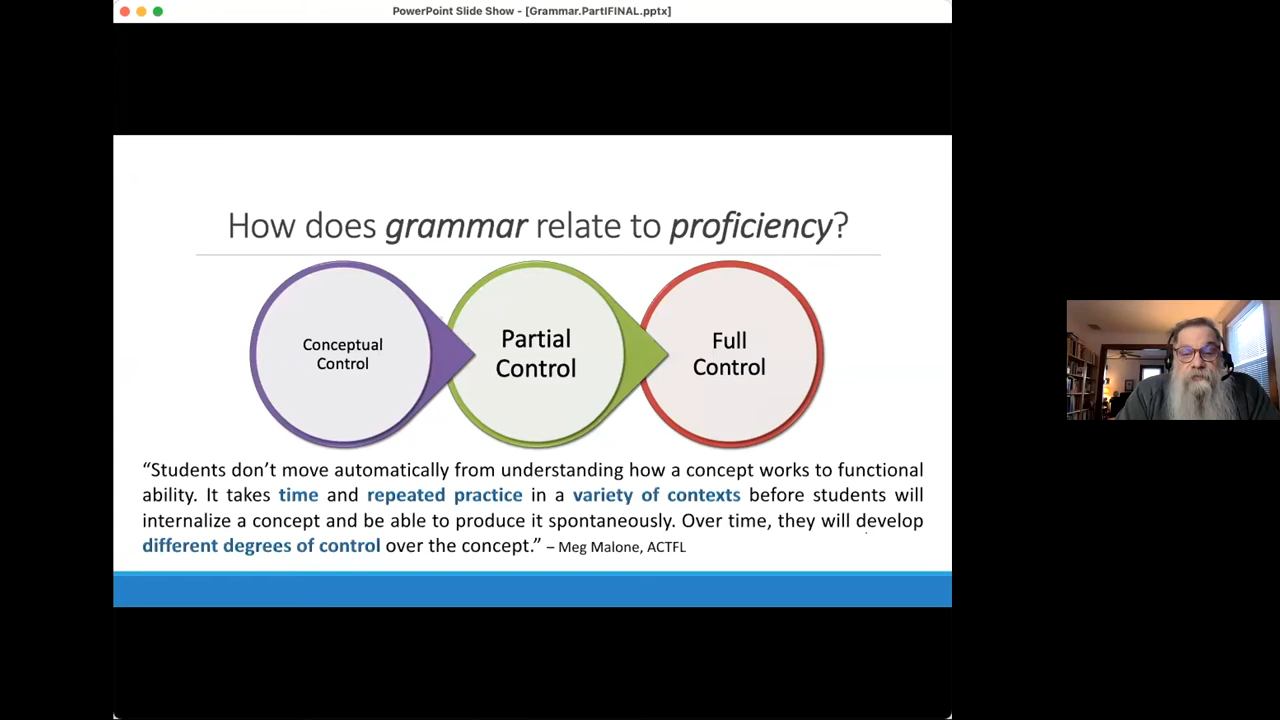 PowerPoint Slide Show - [Grammar.PartIFINAL.pptx]
How does grammar relate to proficiency?
Conceptual
Control
Partial
Control
Full
Control
“Students don’t move automatically from understanding how a concept works to functional
ability. It takes time and repeated practice in a variety of contexts before students will
internalize a concept and be able to produce it spontaneously. Over time, they will develop
different degrees of control over the concept.” – Meg Malone, ACTFL